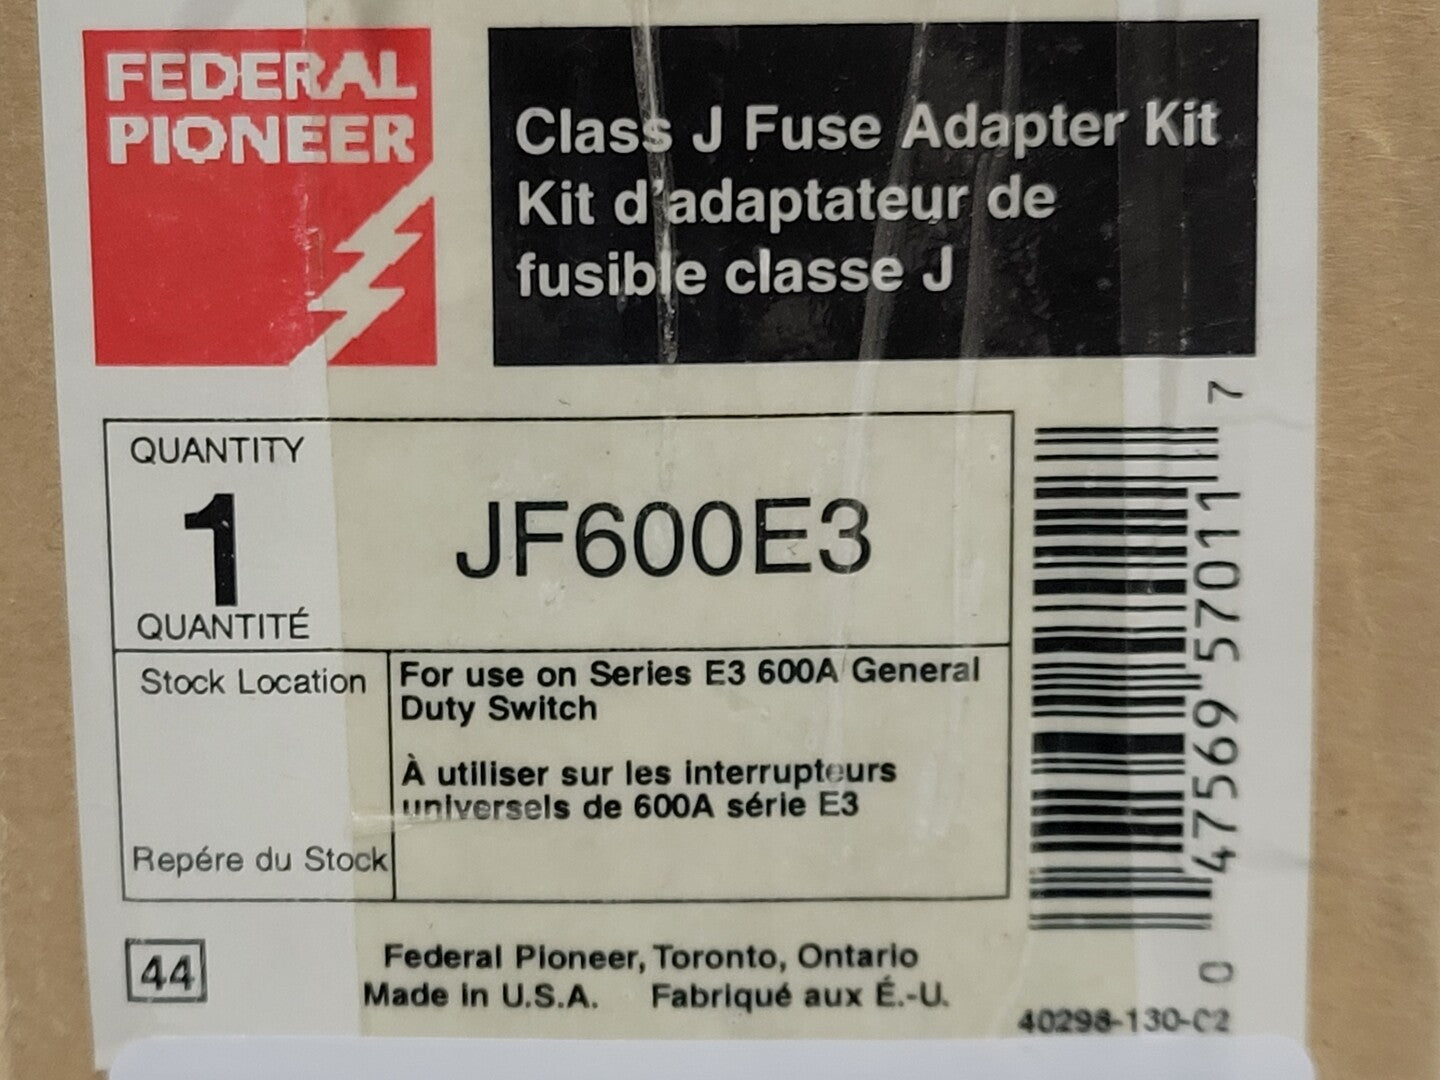 FEDERAL
PIONEER
Class J Fuse Adapter Kit
Kit d'adaptateur de
fusible classe J
QUANTITY
1
QUANTITÉ
JF600E3
Stock Location
Repére du Stock
For use on Series E3 600A General
Duty Switch
À utiliser sur les interrupteurs
universels de 600A série E3
0 47569 57011 7
44
Federal Pioneer, Toronto, Ontario
Made in U.S.A. Fabriqué aux É.-U.
40298-130-C2